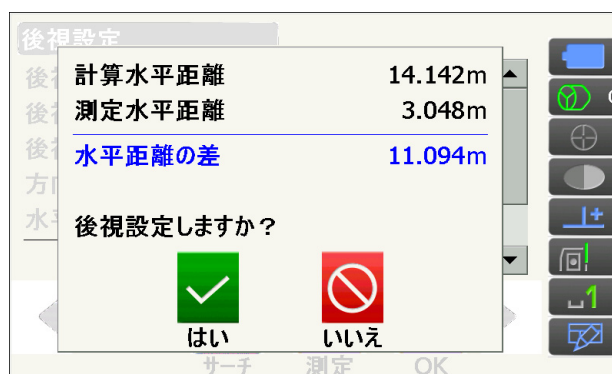 後視設定
計算水平距離 14.142m
測定水平距離 3.048m
水平距離の差 11.094m
後視設定しますか？
はい いいえ
サーチ 測定 OK